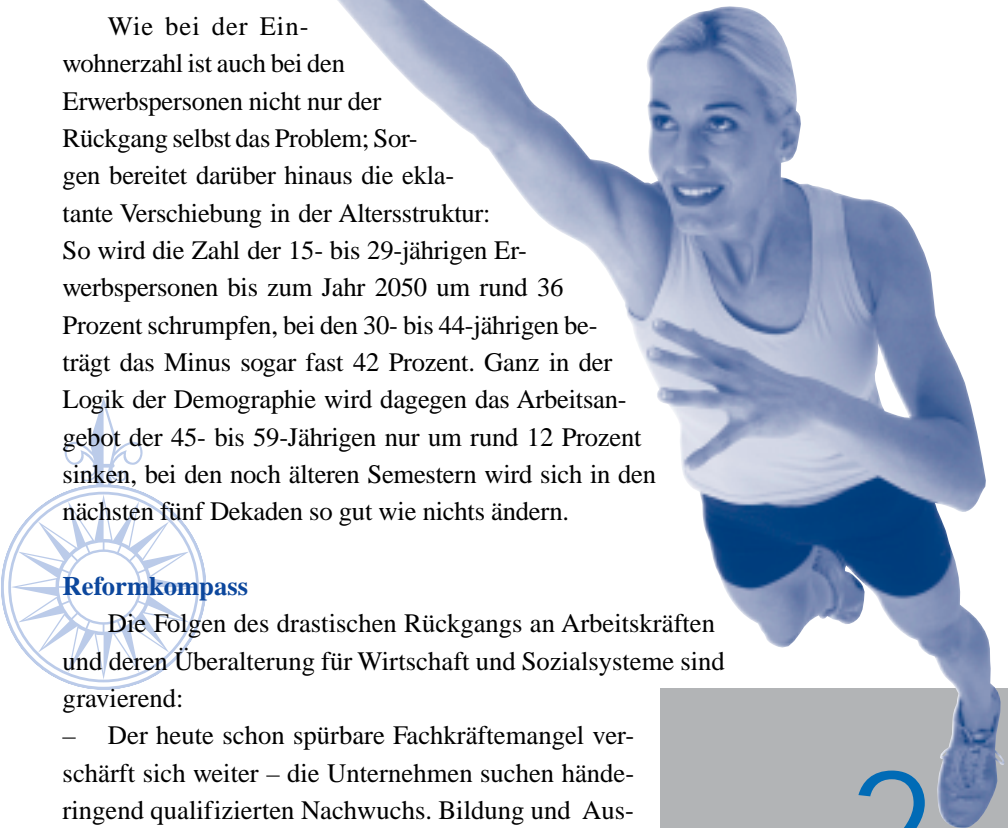 Wie bei der Ein-
wohnerzahl ist auch bei den
Erwerbspersonen nicht nur der
Rückgang selbst das Problem; Sor-
gen bereitet darüber hinaus die ekla-
tante Verschiebung in der Altersstruktur:
So wird die Zahl der 15- bis 29-jährigen Er-
werbspersonen bis zum Jahr 2050 um rund 36
Prozent schrumpfen, bei den 30- bis 44-jährigen be-
trägt das Minus sogar fast 42 Prozent. Ganz in der
Logik der Demographie wird dagegen das Arbeitsan-
gebot der 45- bis 59-Jährigen nur um rund 12 Prozent
sinken, bei den noch älteren Semestern wird sich in den
nächsten fünf Dekaden so gut wie nichts ändern.
Reformkompass
Die Folgen des drastischen Rückgangs an Arbeitskräften
und deren Überalterung für Wirtschaft und Sozialsysteme sind
gravierend:
– Der heute schon spürbare Fachkräftemangel ver-
schärft sich weiter – die Unternehmen suchen hände-
ringend qualifizierten Nachwuchs. Bildung und Aus-